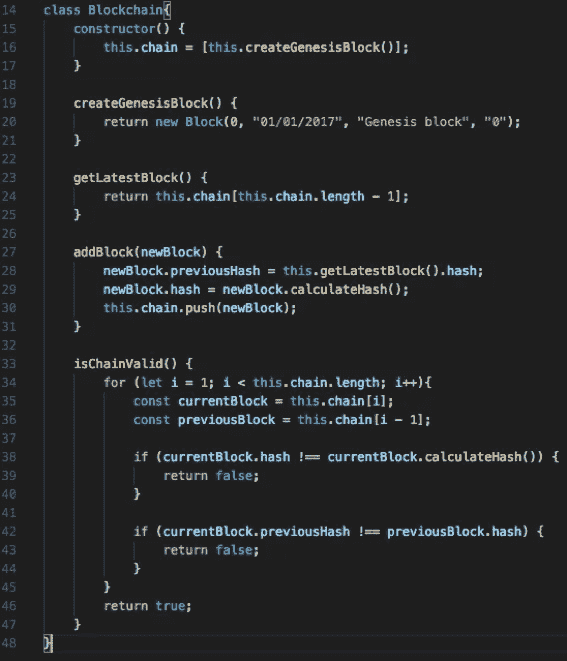 14 class Blockchain{
15     constructor() {
16         this.chain = [this.createGenesisBlock()];
17     }
18
19     createGenesisBlock() {
20         return new Block(0, "01/01/2017", "Genesis block", "0");
21     }
22
23     getLatestBlock() {
24         return this.chain[this.chain.length - 1];
25     }
26
27     addBlock(newBlock) {
28         newBlock.previousHash = this.getLatestBlock().hash;
29         newBlock.hash = newBlock.calculateHash();
30         this.chain.push(newBlock);
31     }
32
33     isChainValid() {
34         for (let i = 1; i < this.chain.length; i++){
35             const currentBlock = this.chain[i];
36             const previousBlock = this.chain[i - 1];
37
38             if (currentBlock.hash !== currentBlock.calculateHash()) {
39                 return false;
40             }
41
42             if (currentBlock.previousHash !== previousBlock.hash) {
43                 return false;
44             }
45         }
46         return true;
47     }
48 }